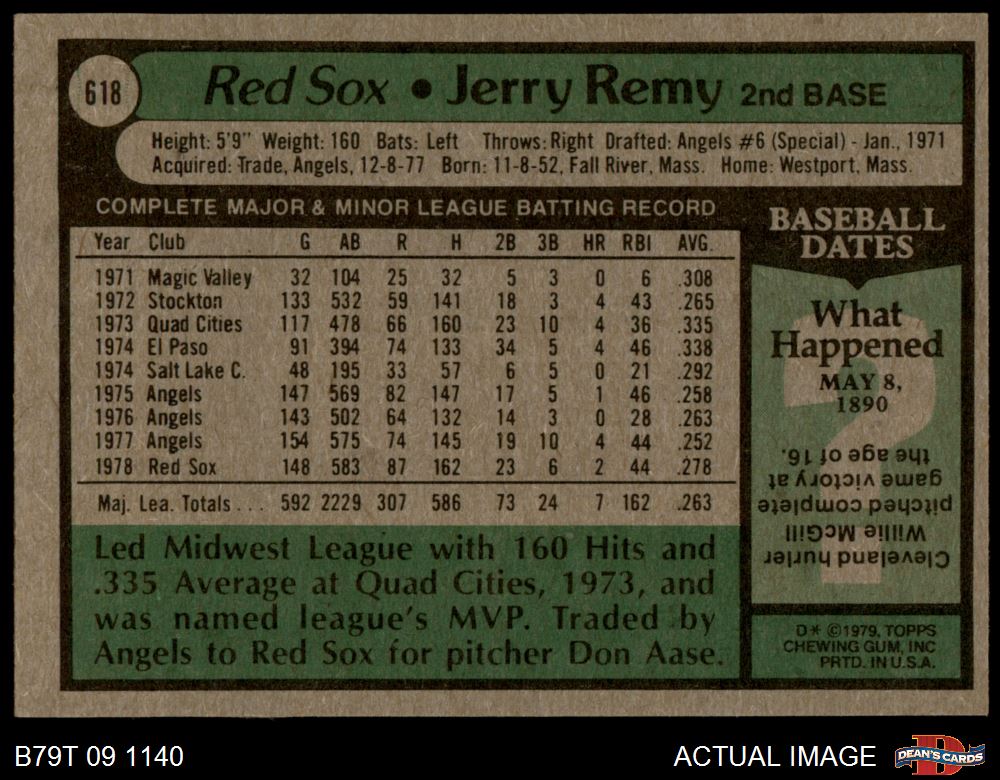 618
Red Sox • Jerry Remy 2nd BASE
Height: 5'9" Weight: 160 Bats: Left Throws: Right Drafted: Angels #6 (Special) - Jan., 1971
Acquired: Trade, Angels, 12-8-77 Born: 11-8-52, Fall River, Mass. Home: Westport, Mass.
COMPLETE MAJOR & MINOR LEAGUE BATTING RECORD
Year Club G AB R H 2B 3B HR RBI AVG.
1971 Magic Valley 32 104 25 32 5 3 0 6 .308
1972 Stockton 133 532 59 141 18 3 4 43 .265
1973 Quad Cities 117 478 66 160 23 10 4 36 .335
1974 El Paso 91 394 74 133 34 5 4 46 .338
1974 Salt Lake C. 48 195 33 57 6 5 0 21 .292
1975 Angels 147 569 82 147 17 5 1 46 .258
1976 Angels 143 502 64 132 14 3 0 28 .263
1977 Angels 154 575 74 145 19 10 4 44 .252
1978 Red Sox 148 583 87 162 23 6 2 44 .278
Maj. Lea. Totals . . . 592 2229 307 586 73 24 7 162 .263
Led Midwest League with 160 Hits and
.335 Average at Quad Cities, 1973, and
was named league's MVP. Traded by
Angels to Red Sox for pitcher Don Aase.
BASEBALL
DATES
What
Happened
MAY 8,
1890
?
Cleveland hurler
Willie McGill
pitched complete
game victory at
the age of 16.
D* ©1979, TOPPS
CHEWING GUM, INC
PRTD. IN U.S.A.
B79T 09 1140
ACTUAL IMAGE
D
DEAN'S CARDS